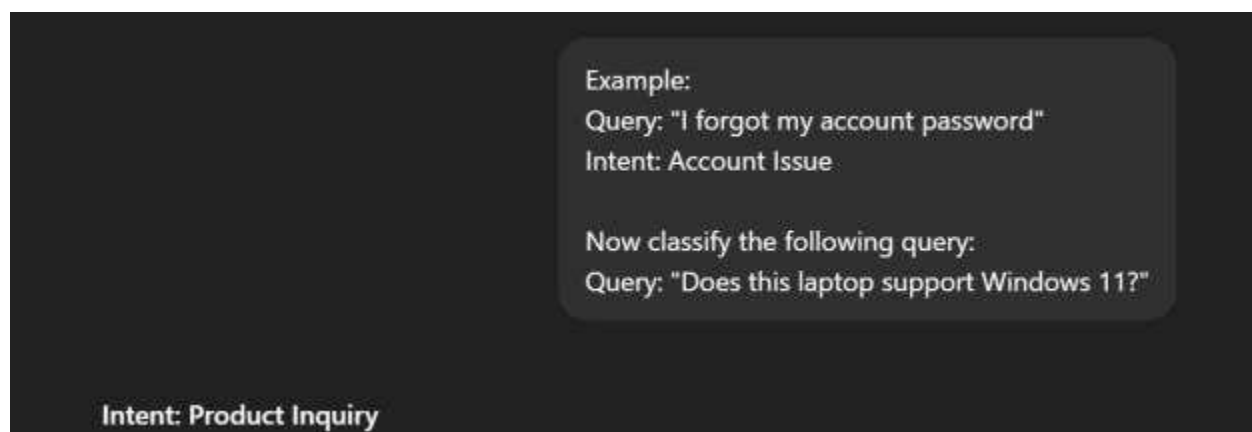 Example:
Query: "I forgot my account password"
Intent: Account Issue
Now classify the following query:
Query: "Does this laptop support Windows 11?"
Intent: Product Inquiry